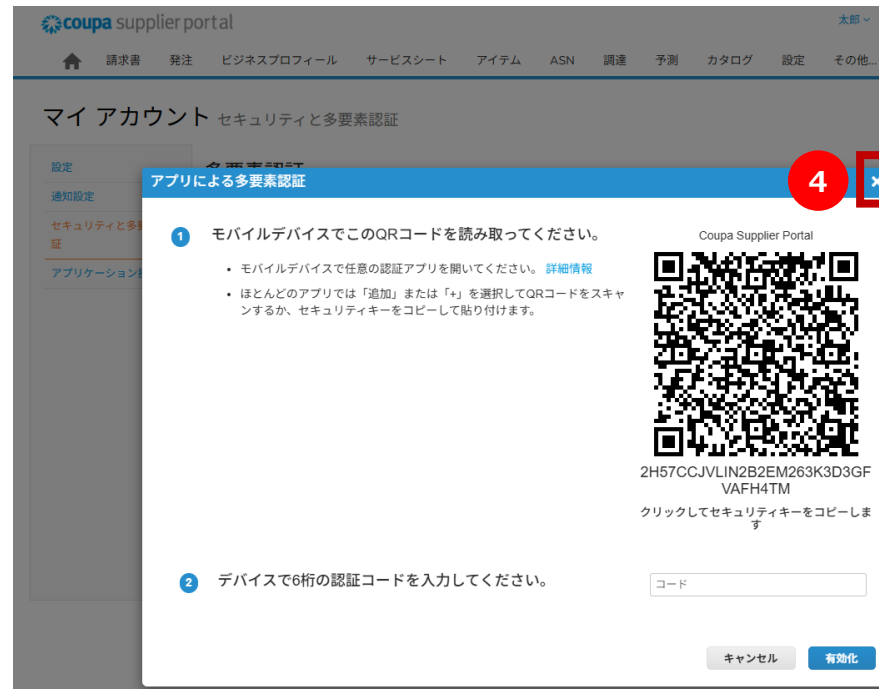 coupa supplier portal
太郎
請求書 発注 ビジネスプロフィール サービスシート アイテム ASN 調達 予測 カタログ 設定 その他...
マイ アカウント セキュリティと多要素認証
設定
通知設定
セキュリティと多
証
アプリケーション
アプリによる多要素認証
4
1 モバイルデバイスでこのQRコードを読み取ってください。
• モバイルデバイスで任意の認証アプリを開いてください。 詳細情報
• ほとんどのアプリでは「追加」または「+」を選択してQRコードをスキャ
ンするか、セキュリティキーをコピーして貼り付けます。
Coupa Supplier Portal
2H57CCJVLIN2B2EM263K3D3GF
VAFH4TM
クリックしてセキュリティキーをコピーしま
す
2 デバイスで6桁の認証コードを入力してください。
コード
キャンセル 有効化